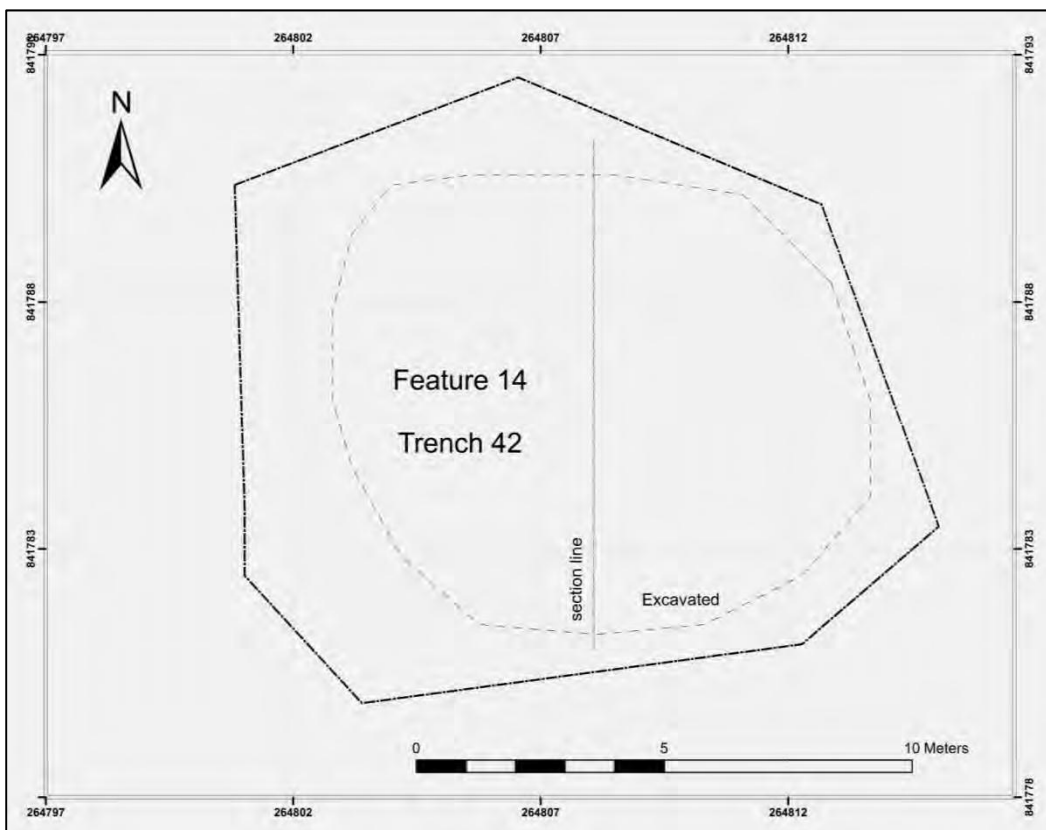 264797 264802 264807 264812
841793 841793
N
841788 841788
Feature 14
Trench 42
841783 841783
section line
Excavated
0 5 10 Meters
841778
264797 264802 264807 264812